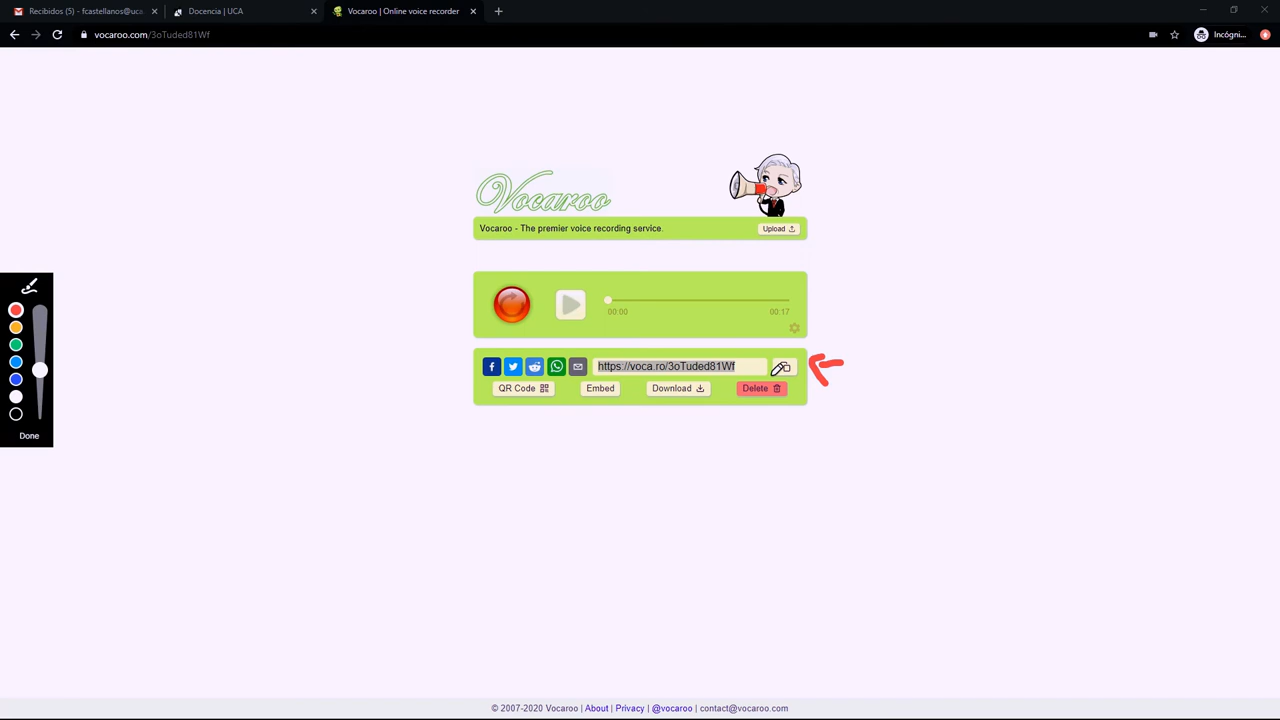 Recibidos (5) - fcastellanos@uca.
Docencia | UCA
Vocaroo | Online voice recorder
vocaroo.com/3oTuded81Wf
Incógni...
Vocaroo
Vocaroo - The premier voice recording service.
Upload
00:00
00:17
https://voca.ro/3oTuded81Wf
QR Code
Embed
Download
Delete
Done
© 2007-2020 Vocaroo | About | Privacy | @vocaroo | contact@vocaroo.com